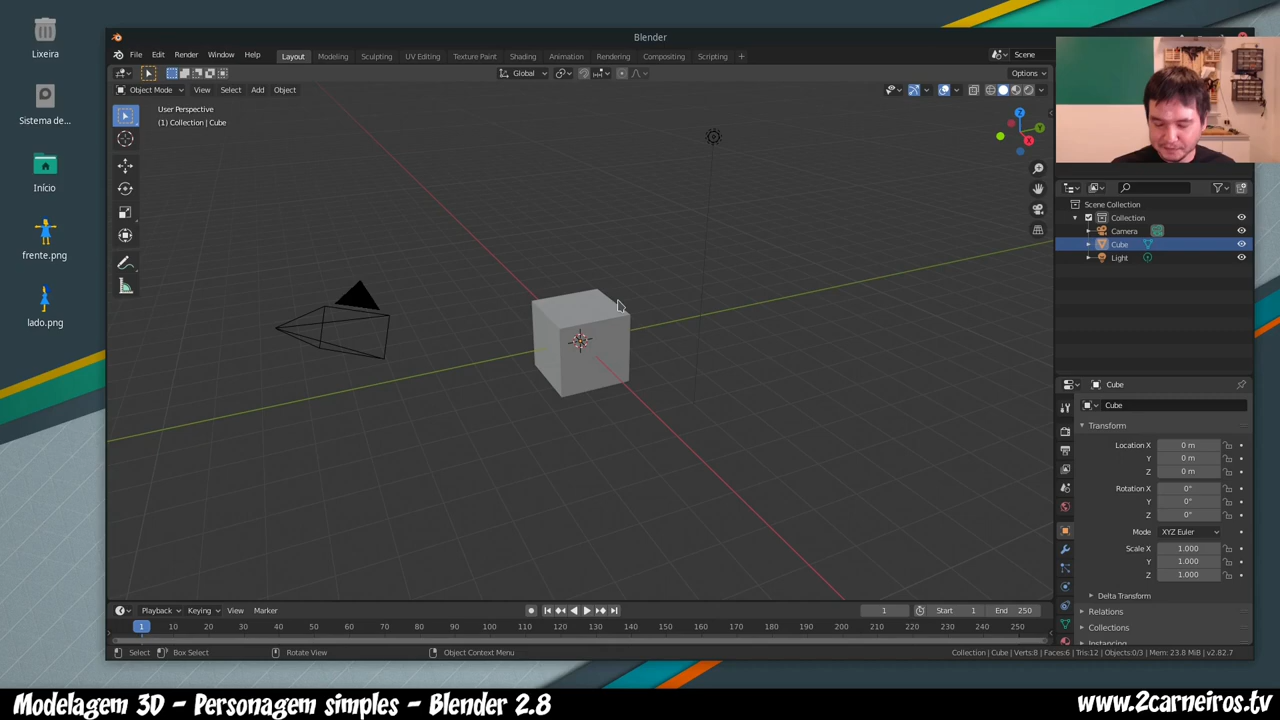 Lixeira
Sistema de...
Início
frente.png
lado.png
Blender
File Edit Render Window Help Layout Modeling Sculpting UV Editing Texture Paint Shading Animation Rendering Compositing Scripting + Scene
Global Options
Object Mode View Select Add Object
User Perspective
(1) Collection | Cube
Z
Y
X
Scene Collection
Collection
Camera
Cube
Light
Cube
Cube
Transform
Location X 0 m
Y 0 m
Z 0 m
Rotation X 0°
Y 0°
Z 0°
Mode XYZ Euler
Scale X 1.000
Y 1.000
Z 1.000
Delta Transform
Relations
Collections
Instancing
Playback Keying View Marker 1 Start 1 End 250
1 10 20 30 40 50 60 70 80 90 100 110 120 130 140 150 160 170 180 190 200 210 220 230 240 250
Select Box Select Rotate View Object Context Menu Collection | Cube | Verts:8 | Faces:6 | Tris:12 | Objects:0/3 | Mem: 23.8 MiB | v2.82.7
Modelagem 3D - Personagem simples - Blender 2.8 www.2carneiros.tv